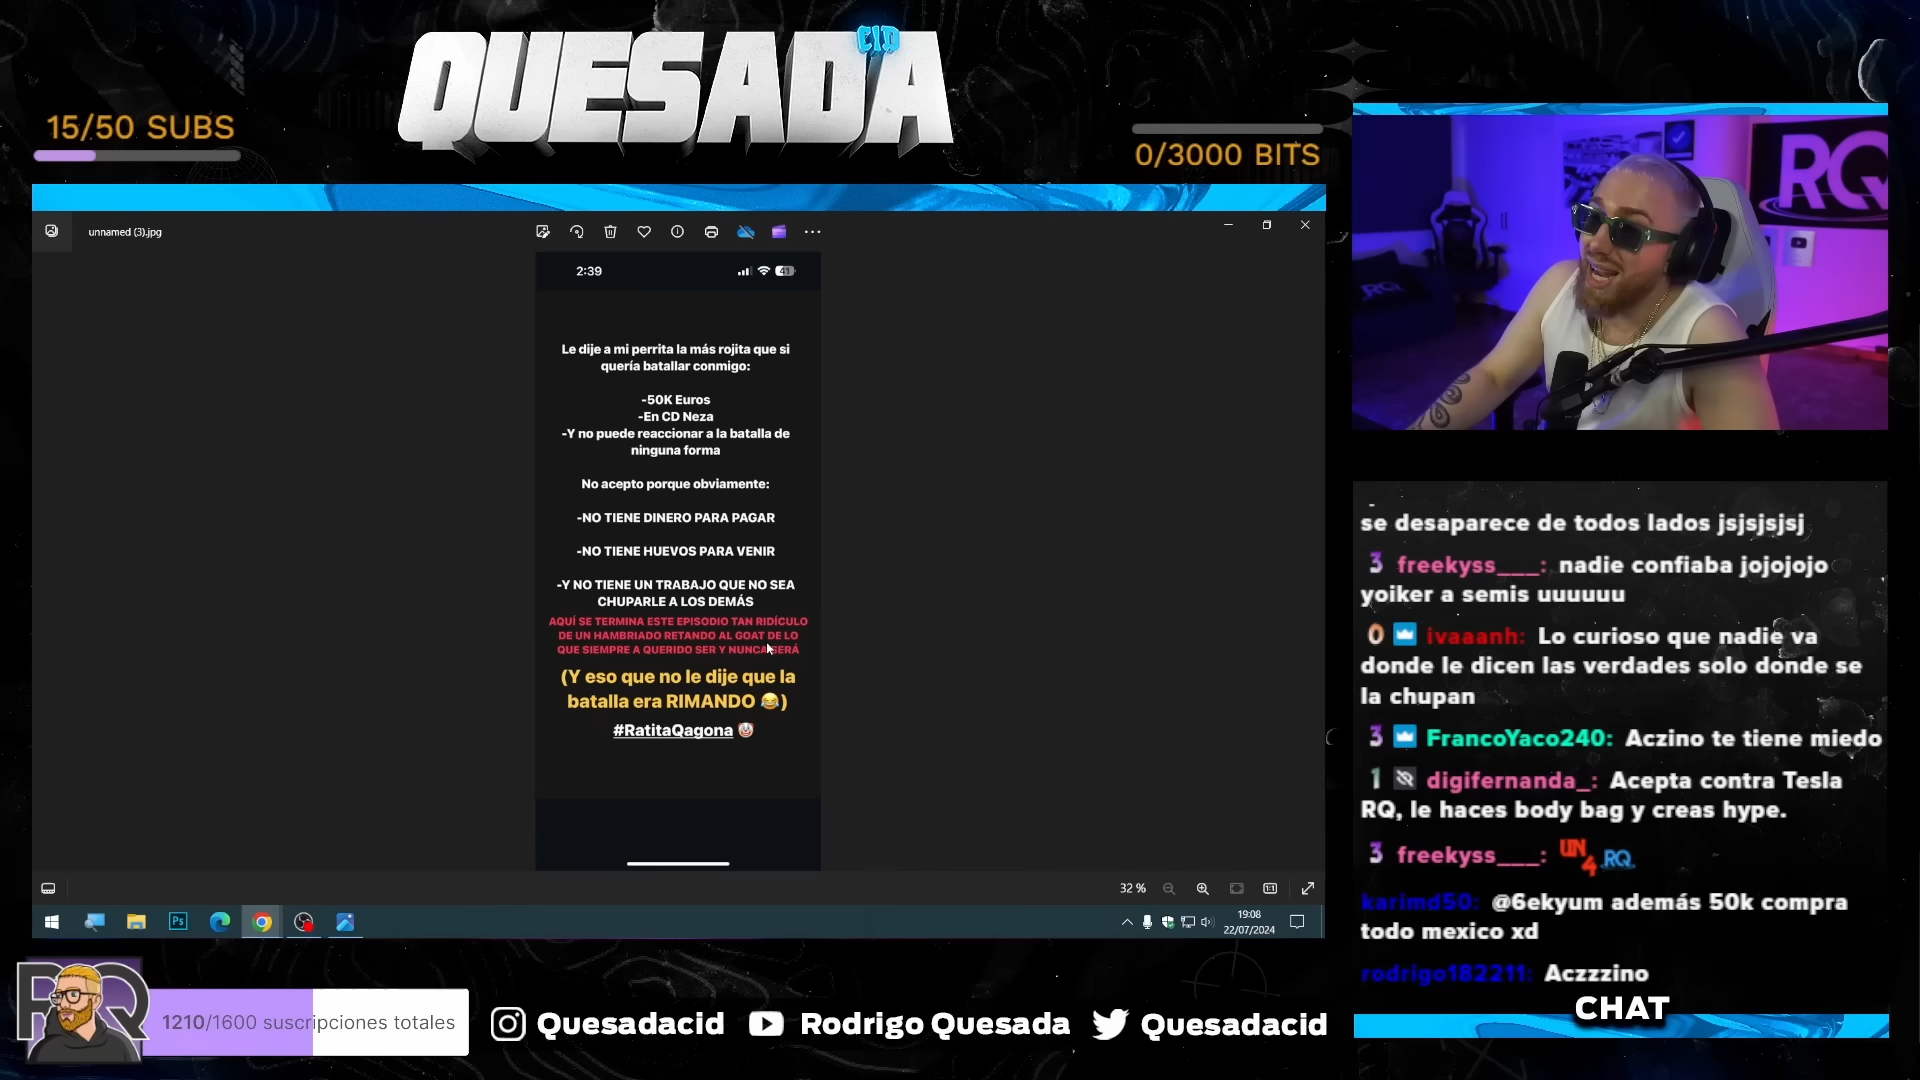 QUESADA
CID
15/50 SUBS
0/3000 BITS
RQ
unnamed (3).jpg
2:39
41
Le dije a mi perrita la más rojita que si
quería batallar conmigo:
-50K Euros
-En CD Neza
-Y no puede reaccionar a la batalla de
ninguna forma
No acepto porque obviamente:
-NO TIENE DINERO PARA PAGAR
-NO TIENE HUEVOS PARA VENIR
-Y NO TIENE UN TRABAJO QUE NO SEA
CHUPARLE A LOS DEMÁS
AQUÍ SE TERMINA ESTE EPISODIO TAN RIDÍCULO
DE UN HAMBRIADO RETANDO AL GOAT DE LO
QUE SIEMPRE A QUERIDO SER Y NUNCA SERÁ
(Y eso que no le dije que la
batalla era RIMANDO 😂)
#RatitaQagona 🤡
32 %
Ps
19:08
22/07/2024
se desaparece de todos lados jsjsjsjsj
3 freekyss___: nadie confiaba jojojojo
yoiker a semis uuuuuu
0 ivaaanh: Lo curioso que nadie va
donde le dicen las verdades solo donde se
la chupan
3 FrancoYaco240: Aczino te tiene miedo
1 digifernanda_: Acepta contra Tesla
RQ, le haces body bag y creas hype.
3 freekyss___: UN4 RQ
karimd50: @6ekyum además 50k compra
todo mexico xd
rodrigo182211: Aczzzino
CHAT
RQ
1210/1600 suscripciones totales
Quesadacid
Rodrigo Quesada
Quesadacid